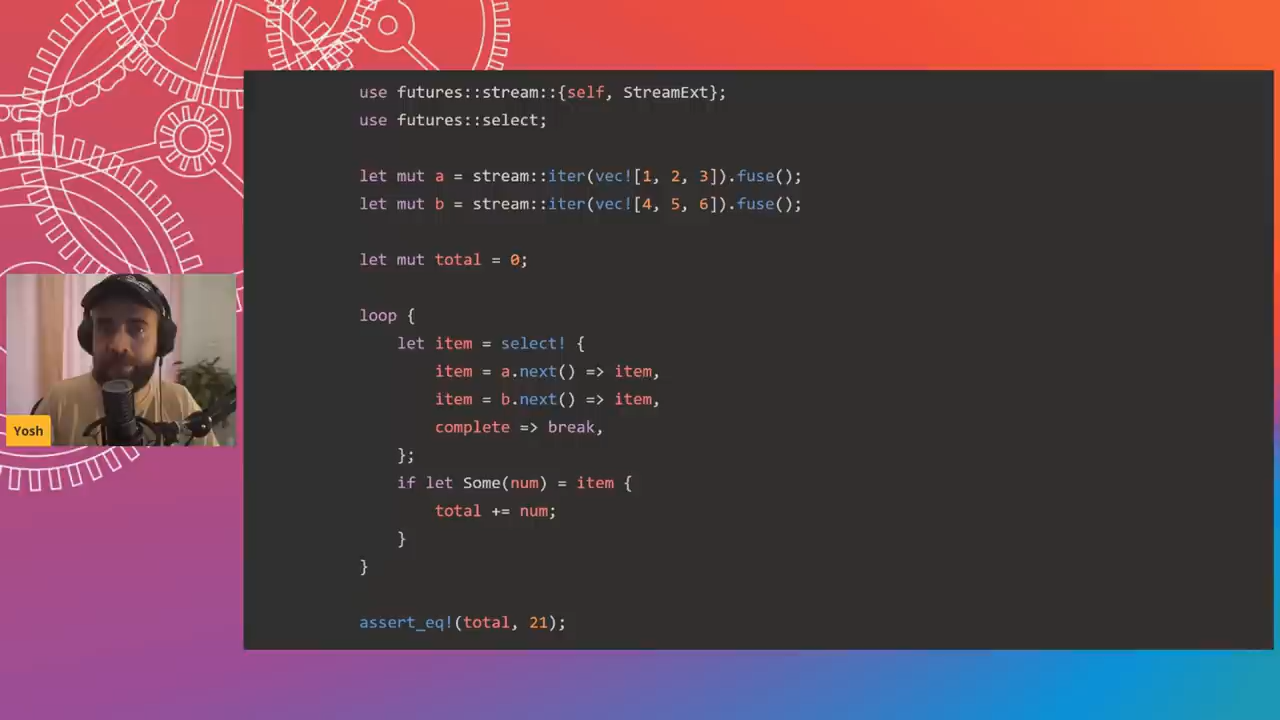 use futures::stream::{self, StreamExt};
use futures::select;
let mut a = stream::iter(vec![1, 2, 3]).fuse();
let mut b = stream::iter(vec![4, 5, 6]).fuse();
let mut total = 0;
loop {
    let item = select! {
        item = a.next() => item,
        item = b.next() => item,
        complete => break,
    };
    if let Some(num) = item {
        total += num;
    }
}
assert_eq!(total, 21);
Yosh